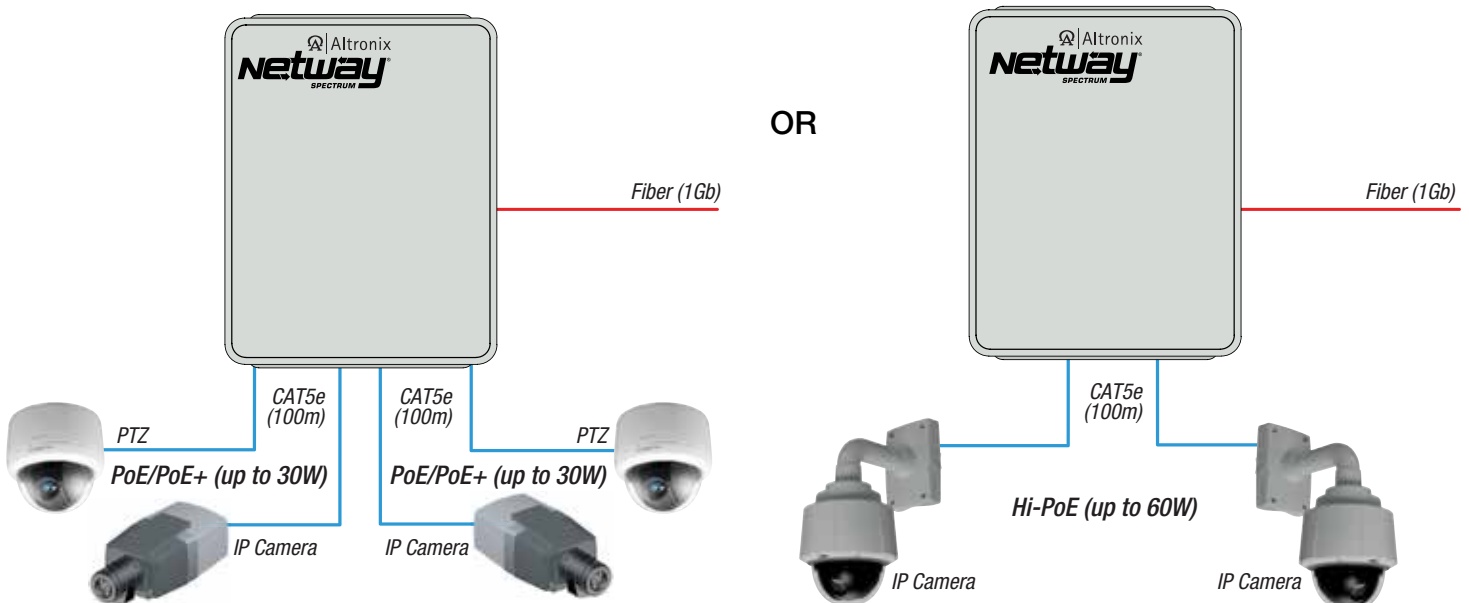 Altronix
Netway®
SPECTRUM
Fiber (1Gb)
CAT5e
(100m)
CAT5e
(100m)
PTZ
PTZ
PoE/PoE+ (up to 30W)
PoE/PoE+ (up to 30W)
IP Camera
IP Camera
OR
Altronix
Netway®
SPECTRUM
Fiber (1Gb)
CAT5e
(100m)
Hi-PoE (up to 60W)
IP Camera
IP Camera